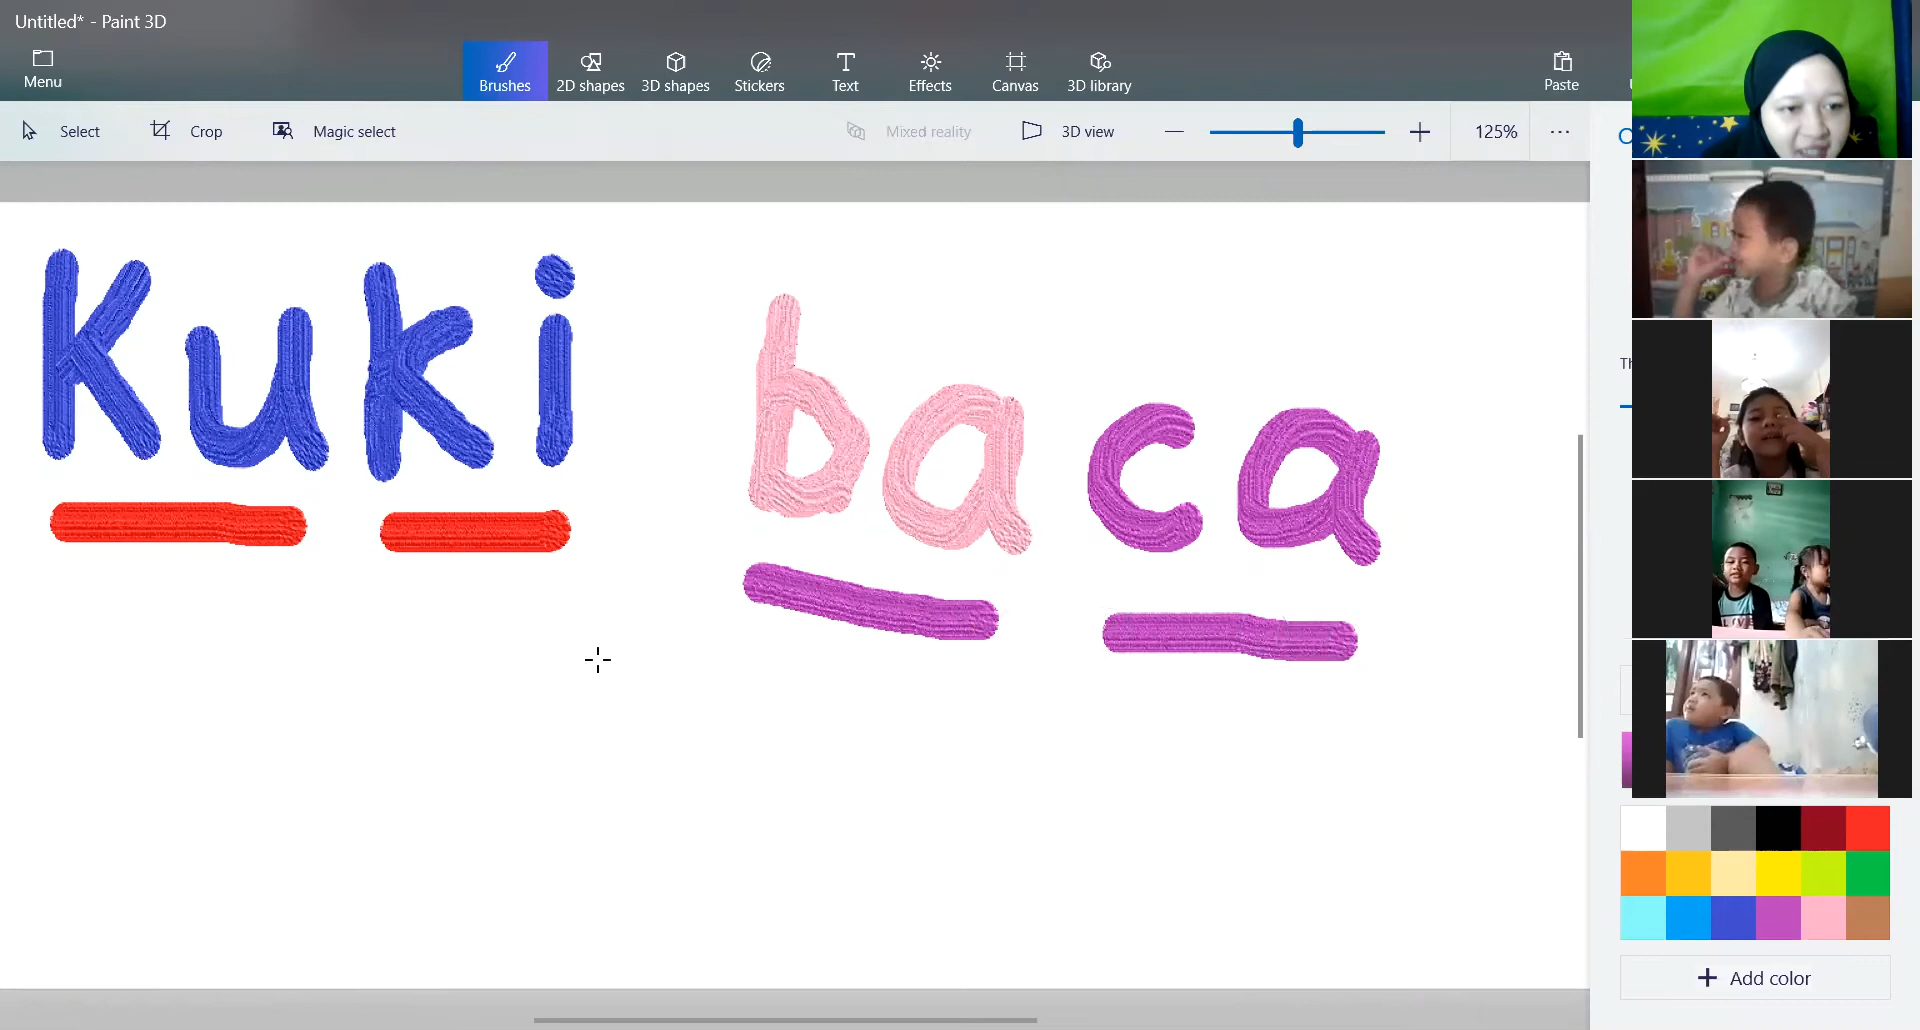 Untitled* - Paint 3D
Menu
Brushes
2D shapes
3D shapes
Stickers
Text
Effects
Canvas
3D library
Paste
Select
Crop
Magic select
Mixed reality
3D view
125%
Kuki baca
Add color